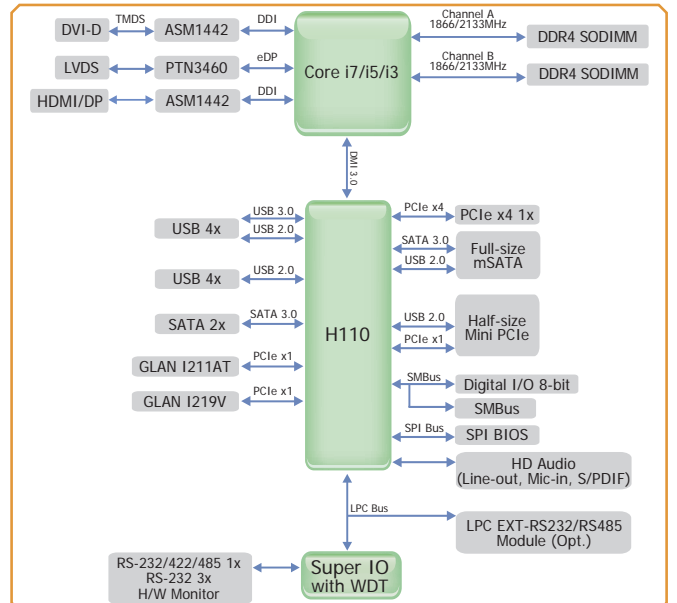 DVI-D
TMDS
ASM1442
DDI
LVDS
PTN3460
eDP
HDMI/DP
ASM1442
DDI
Core i7/i5/i3
Channel A
1866/2133MHz
DDR4 SODIMM
Channel B
1866/2133MHz
DDR4 SODIMM
DMI 3.0
H110
USB 4x
USB 3.0
USB 2.0
USB 4x
USB 2.0
SATA 2x
SATA 3.0
GLAN I211AT
PCIe x1
GLAN I219V
PCIe x1
PCIe x4
PCIe x4 1x
SATA 3.0
USB 2.0
Full-size
mSATA
USB 2.0
PCIe x1
Half-size
Mini PCIe
SMBus
Digital I/O 8-bit
SMBus
SPI Bus
SPI BIOS
HD Audio
(Line-out, Mic-in, S/PDIF)
LPC Bus
LPC EXT-RS232/RS485
Module (Opt.)
RS-232/422/485 1x
RS-232 3x
H/W Monitor
Super IO
with WDT